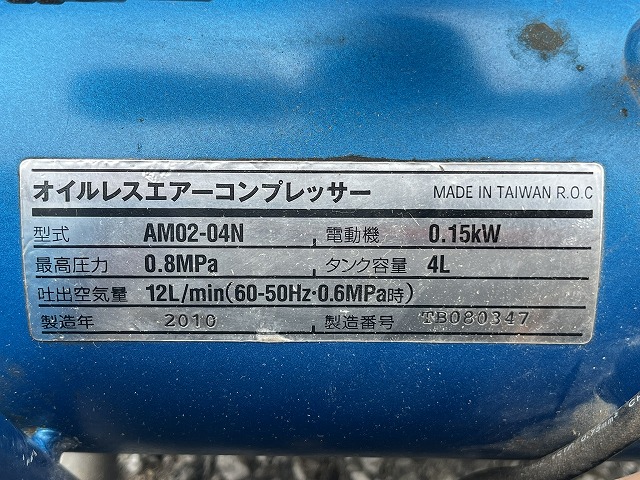 オイルレスエアーコンプレッサー MADE IN TAIWAN R.O.C
型式 AM02-04N 電動機 0.15kW
最高圧力 0.8MPa タンク容量 4L
吐出空気量 12L/min(60-50Hz･0.6MPa時)
製造年 2010 製造番号 TB080347